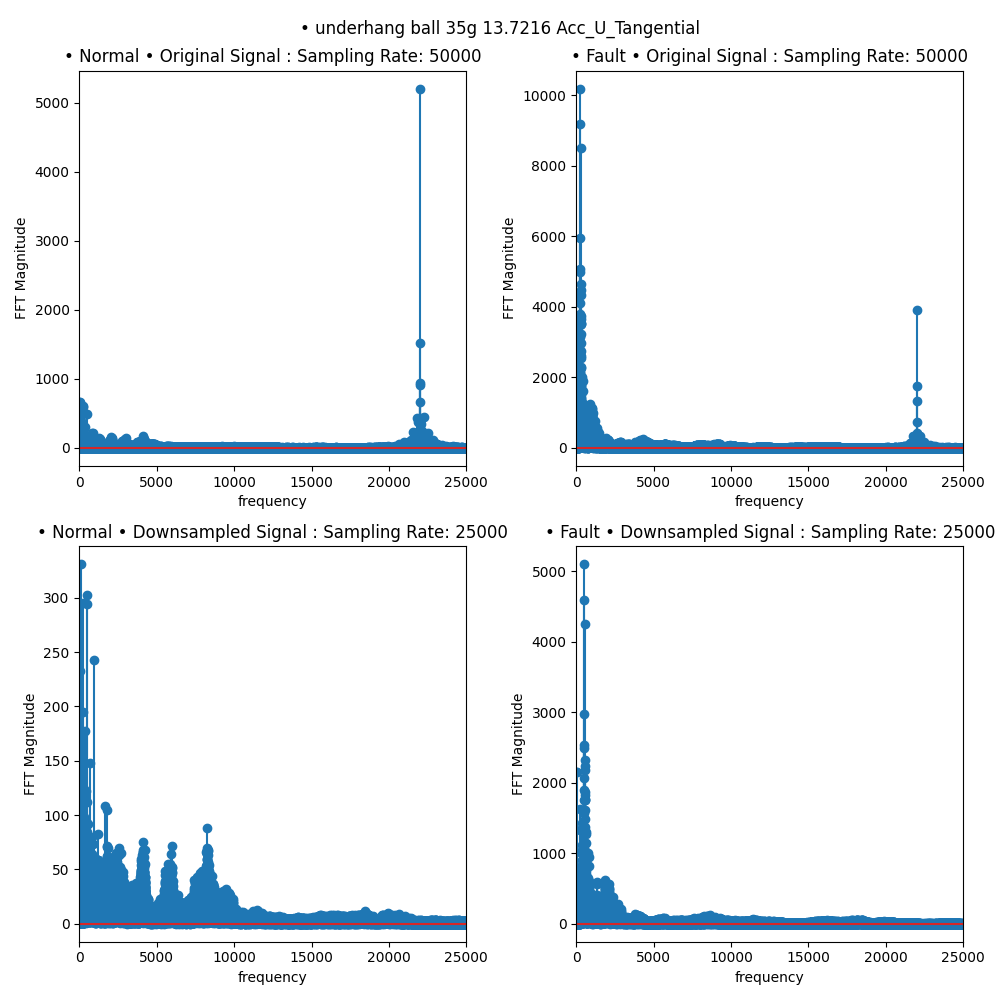 • underhang ball 35g 13.7216 Acc_U_Tangential
• Normal • Original Signal : Sampling Rate: 50000
• Fault • Original Signal : Sampling Rate: 50000
5000
4000
3000
2000
1000
0
FFT Magnitude
0 5000 10000 15000 20000 25000
frequency
10000
8000
6000
4000
2000
0
FFT Magnitude
0 5000 10000 15000 20000 25000
frequency
• Normal • Downsampled Signal : Sampling Rate: 25000
• Fault • Downsampled Signal : Sampling Rate: 25000
300
250
200
150
100
50
0
FFT Magnitude
0 5000 10000 15000 20000 25000
frequency
5000
4000
3000
2000
1000
0
FFT Magnitude
0 5000 10000 15000 20000 25000
frequency